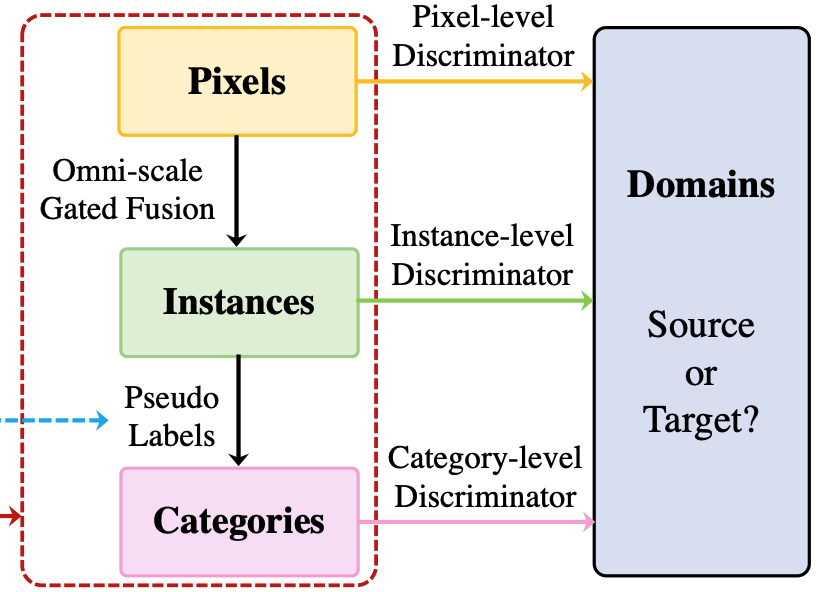 Pixel-level
Discriminator
Pixels
Omni-scale
Gated Fusion
Domains
Instance-level
Discriminator
Instances
Source
or
Target?
Pseudo
Labels
Category-level
Discriminator
Categories